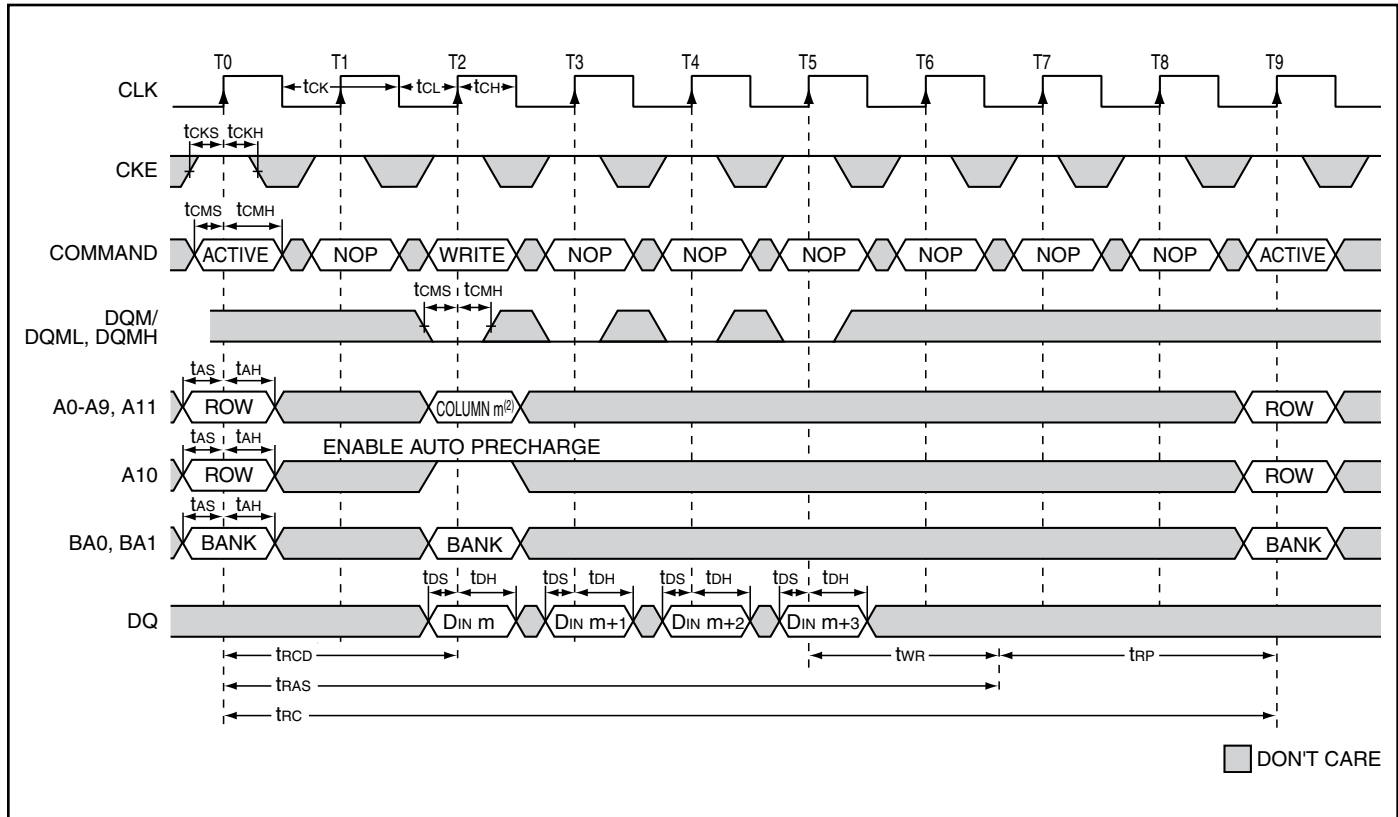 T0 T1 T2 T3 T4 T5 T6 T7 T8 T9
CLK tCK tCL tCH
tCKS tCKH
CKE
tCMS tCMH
COMMAND ACTIVE NOP WRITE NOP NOP NOP NOP NOP NOP ACTIVE
tCMS tCMH
DQM/
DQML, DQMH
tAS tAH
A0-A9, A11 ROW COLUMN m(2) ROW
tAS tAH ENABLE AUTO PRECHARGE
A10 ROW ROW
tAS tAH
BA0, BA1 BANK BANK BANK
tDS tDH tDS tDH tDS tDH tDS tDH
DQ DIN m DIN m+1 DIN m+2 DIN m+3
tRCD tWR tRP
tRAS
tRC
DON'T CARE